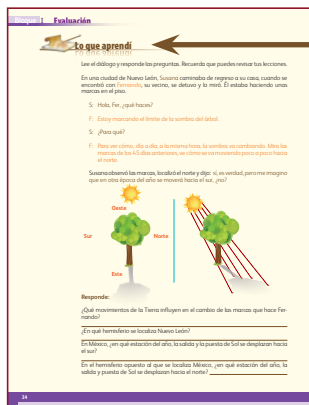 Bloque I Evaluación
Lo que aprendí
Lee el diálogo y responde las preguntas. Recuerda que puedes revisar tus lecciones.
En una ciudad de Nuevo León, Susana caminaba de regreso a su casa, cuando se
encontró con Fernando, su vecino, se detuvo y lo miró. Él estaba haciendo unas
marcas en el piso.
S: Hola, Fer, ¿qué haces?
F: Estoy marcando el límite de la sombra del árbol.
S: ¿Para qué?
F: Para ver cómo, día a día, a la misma hora, la sombra va cambiando. Mira las
marcas de los 45 días anteriores, ve cómo se va moviendo poco a poco hacia
el norte.
Susana observó las marcas, localizó el norte y dijo: sí, es verdad, pero me imagino
que en otra época del año se moverá hacia el sur, ¿no?
Oeste
Sur Norte
Este
Responde:
¿Qué movimientos de la Tierra influyen en el cambio de las marcas que hace Fer-
nando?
¿En qué hemisferio se localiza Nuevo León?
En México, ¿en qué estación del año, la salida y la puesta de Sol se desplazan hacia
el sur?
En el hemisferio opuesto al que se localiza México, ¿en qué estación del año, la
salida y puesta de Sol se desplazan hacia el norte?
34